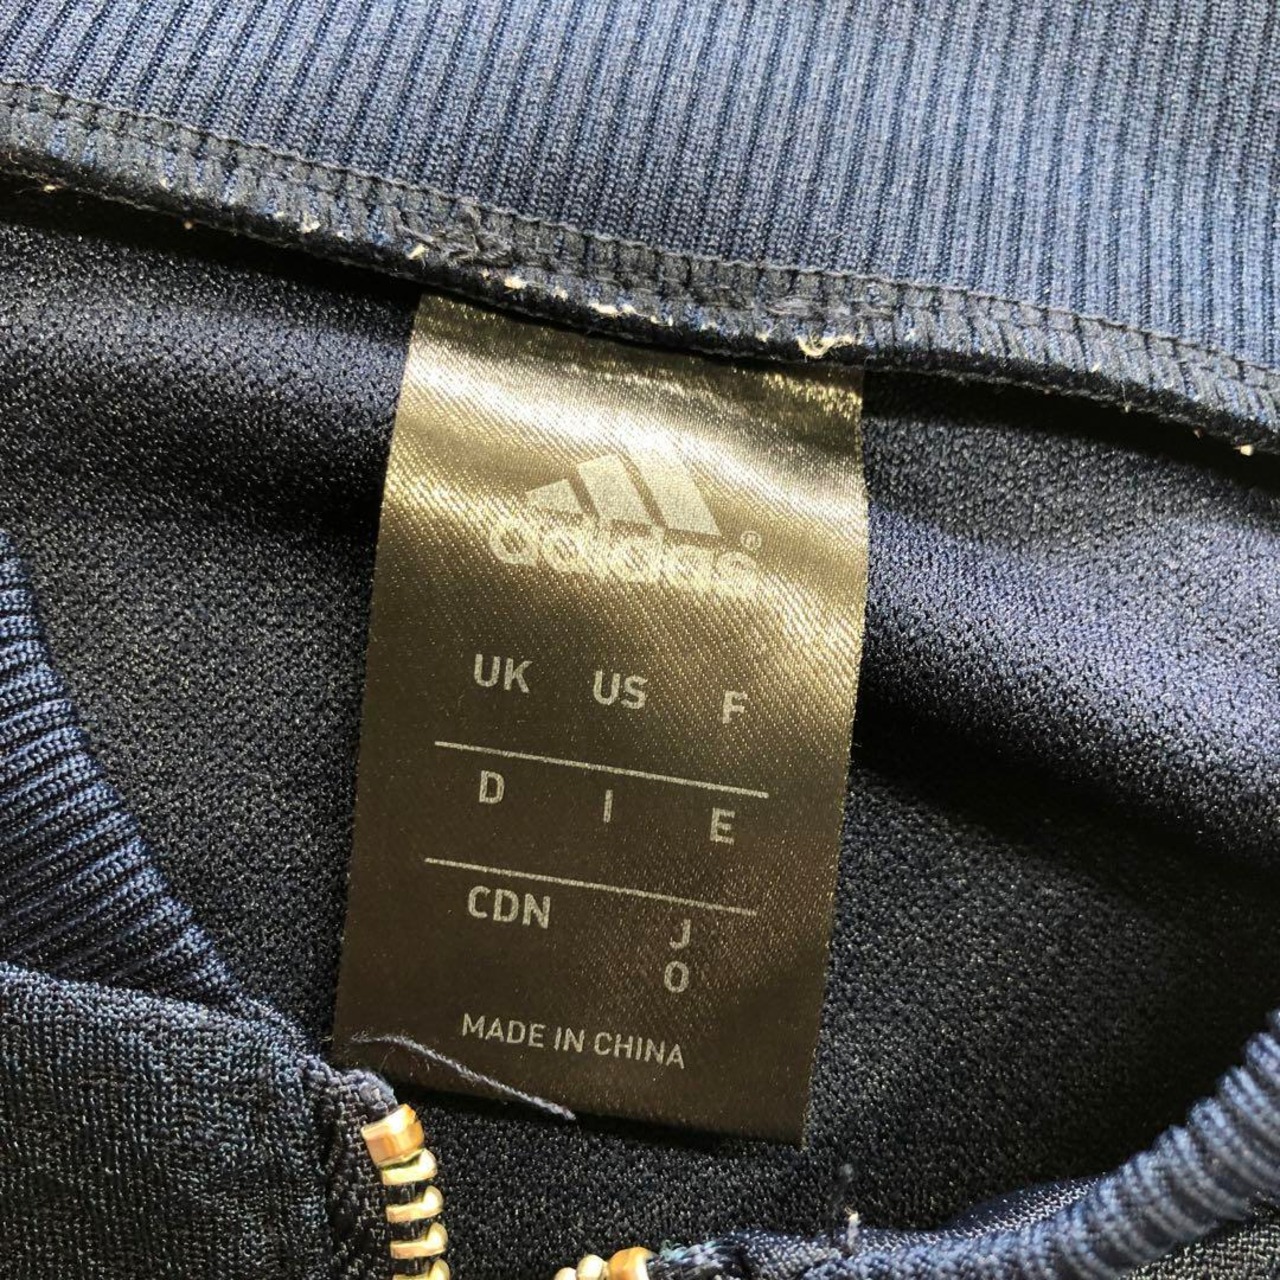 adidas®
UK US F
D I E
CDN J
O
MADE IN CHINA